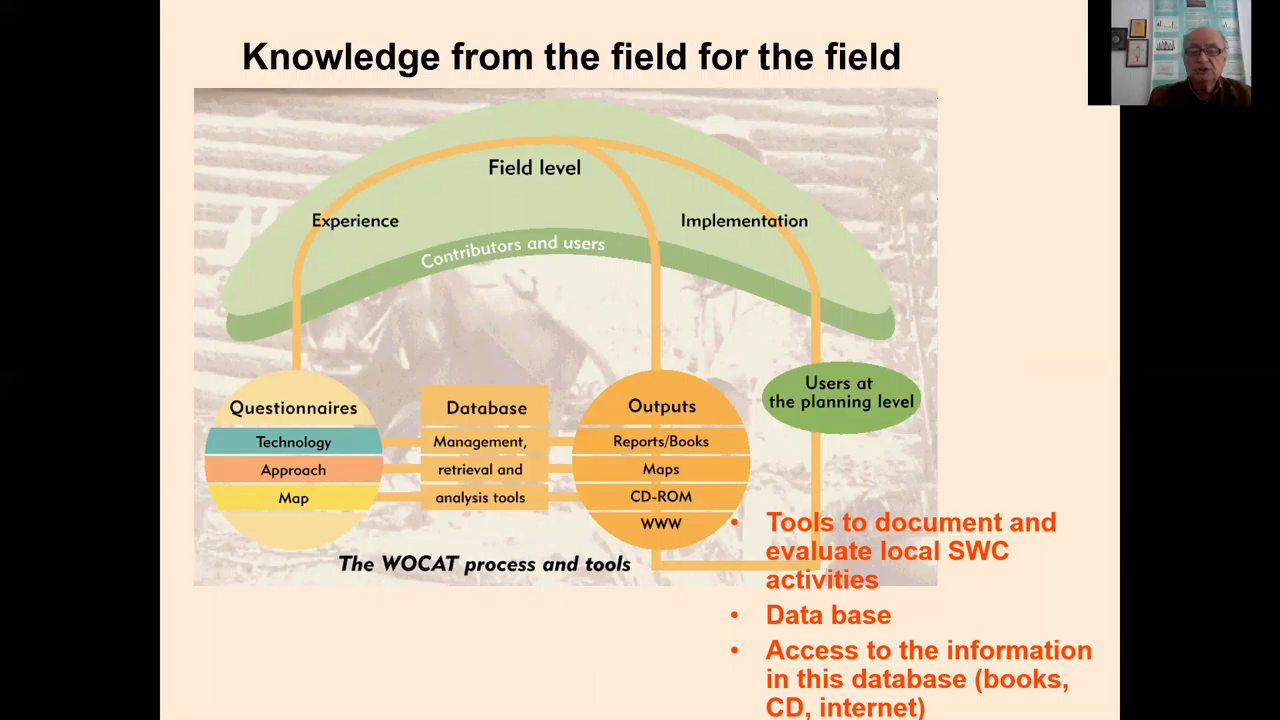 Knowledge from the field for the field
Field level
Experience
Implementation
Contributors and users
Users at
the planning level
Questionnaires
Technology
Approach
Map
Database
Management,
retrieval and
analysis tools
Outputs
Reports/Books
Maps
CD-ROM
WWW
The WOCAT process and tools
• Tools to document and
evaluate local SWC
activities
• Data base
• Access to the information
in this database (books,
CD, internet)